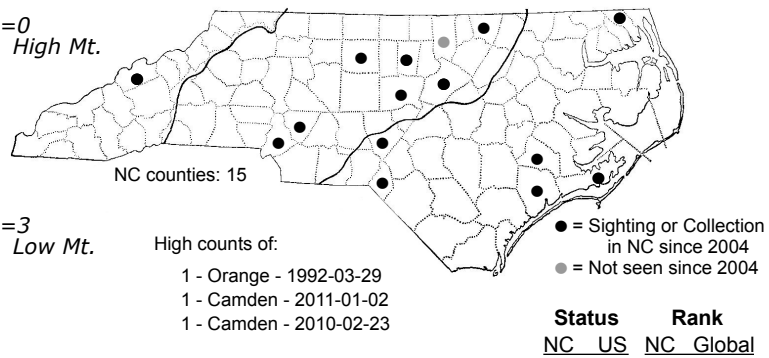 =0
High Mt.
NC counties: 15
=3
Low Mt.
High counts of:
1 - Orange - 1992-03-29
1 - Camden - 2011-01-02
1 - Camden - 2010-02-23
● = Sighting or Collection
in NC since 2004
● = Not seen since 2004
Status Rank
NC US NC Global